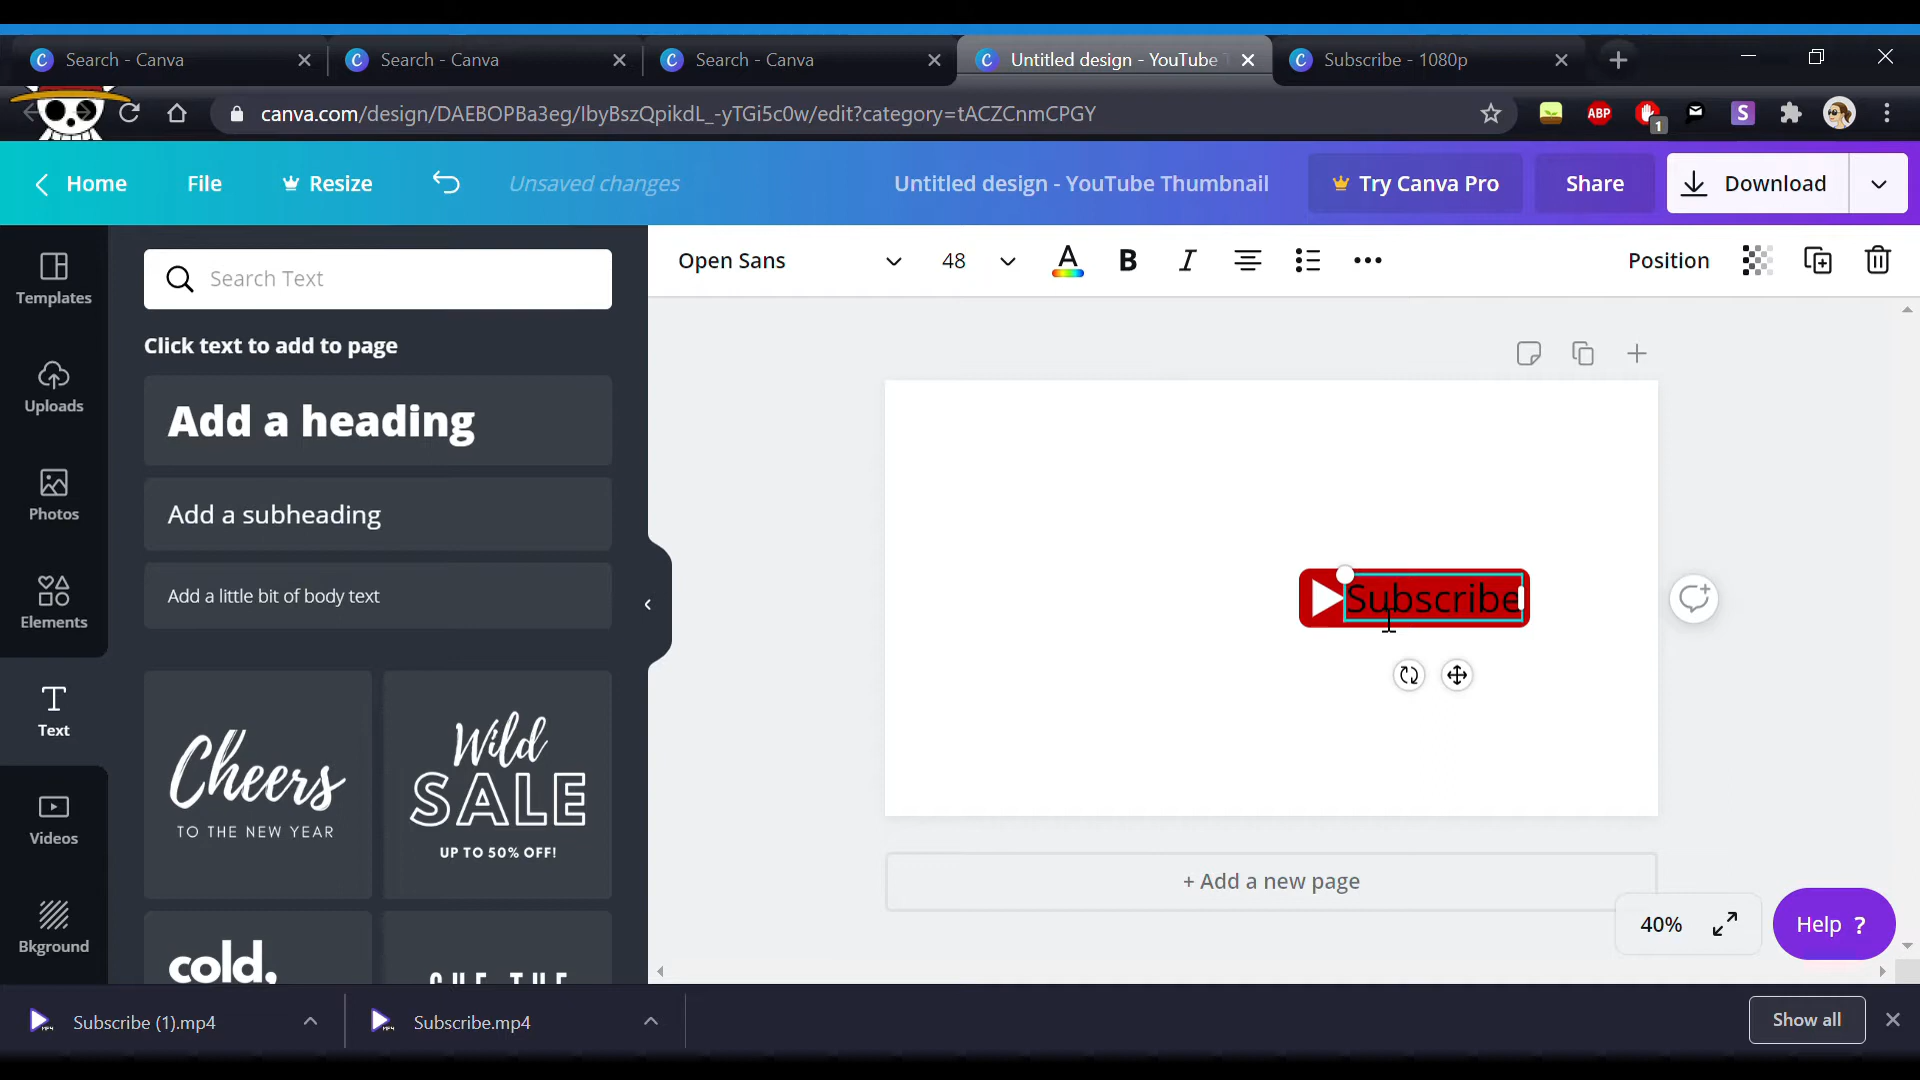 Search - Canva
Search - Canva
Search - Canva
Untitled design - YouTube T
Subscribe - 1080p
canva.com/design/DAEBOPBa3eg/IbyBszQpikdL_-yTGi5c0w/edit?category=tACZCnmCPGY
ABP
1
S
Home
File
Resize
Unsaved changes
Untitled design - YouTube Thumbnail
Try Canva Pro
Share
Download
Templates
Uploads
Photos
Elements
Text
Videos
Bkground
Search Text
Click text to add to page
Add a heading
Add a subheading
Add a little bit of body text
Cheers
TO THE NEW YEAR
Wild
SALE
UP TO 50% OFF!
cold,
Open Sans
48
A
B
I
Position
Subscribe
+ Add a new page
40%
Help ?
Subscribe (1).mp4
Subscribe.mp4
Show all